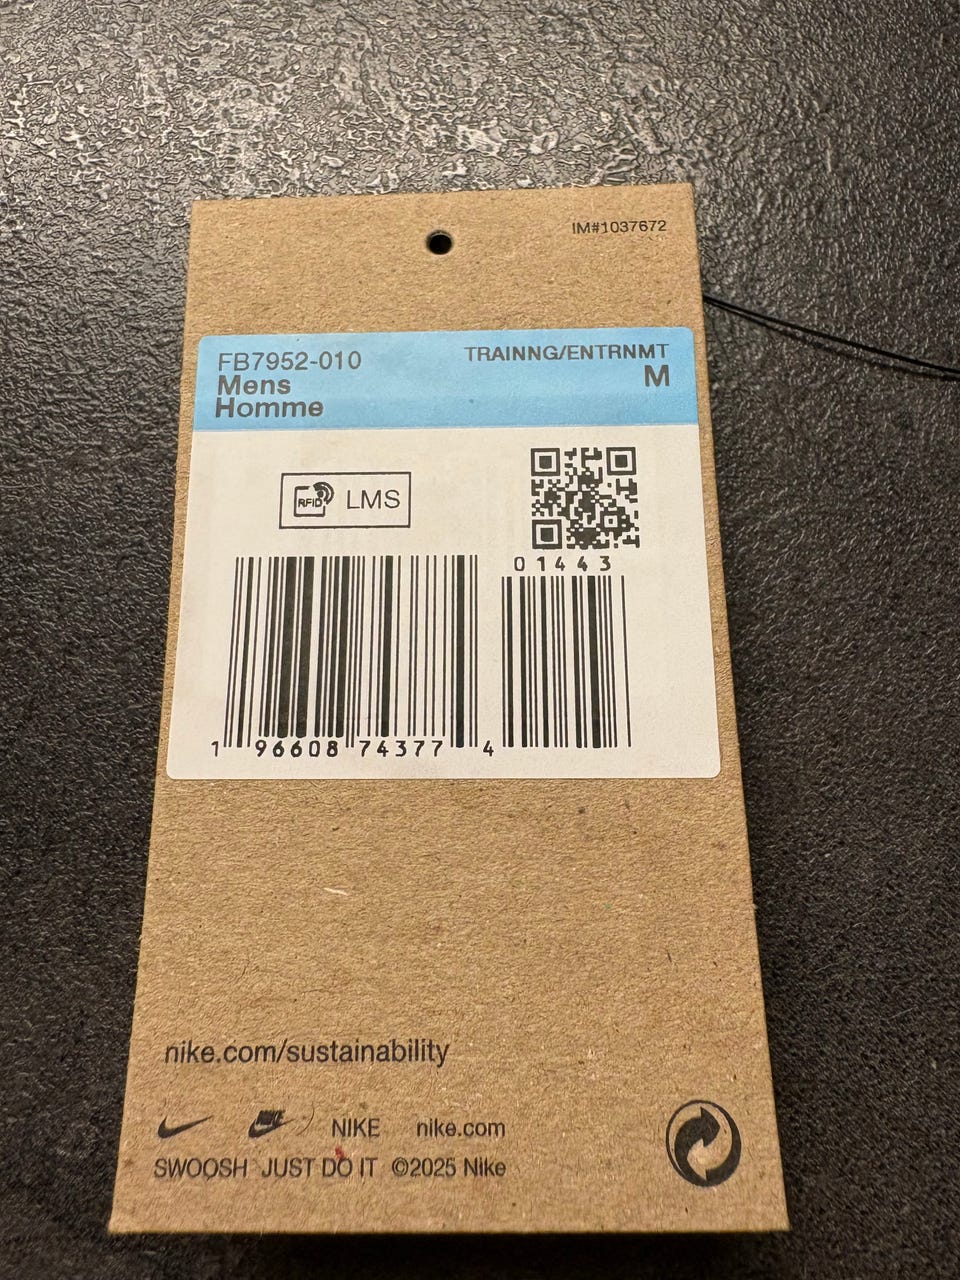 IM#1037672
FB7952-010
TRAINNG/ENTRNMT
Mens
M
Homme
RFID LMS
01443
1 96608 74377 4
nike.com/sustainability
NIKE nike.com
SWOOSH JUST DO IT ©2025 Nike